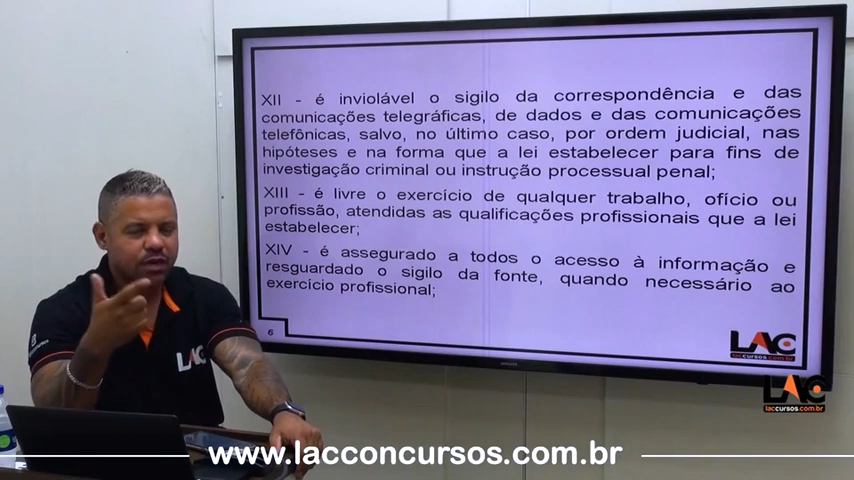 XII - é inviolável o sigilo da correspondência e das
comunicações telegráficas, de dados e das comunicações
telefônicas, salvo, no último caso, por ordem judicial, nas
hipóteses e na forma que a lei estabelecer para fins de
investigação criminal ou instrução processual penal;
XIII - é livre o exercício de qualquer trabalho, ofício ou
profissão, atendidas as qualificações profissionais que a lei
estabelecer;
XIV - é assegurado a todos o acesso à informação e
resguardado o sigilo da fonte, quando necessário ao
exercício profissional;
6
LAC
laccursos.com.br
LAC
laccursos.com.br
LAC
www.lacconcursos.com.br